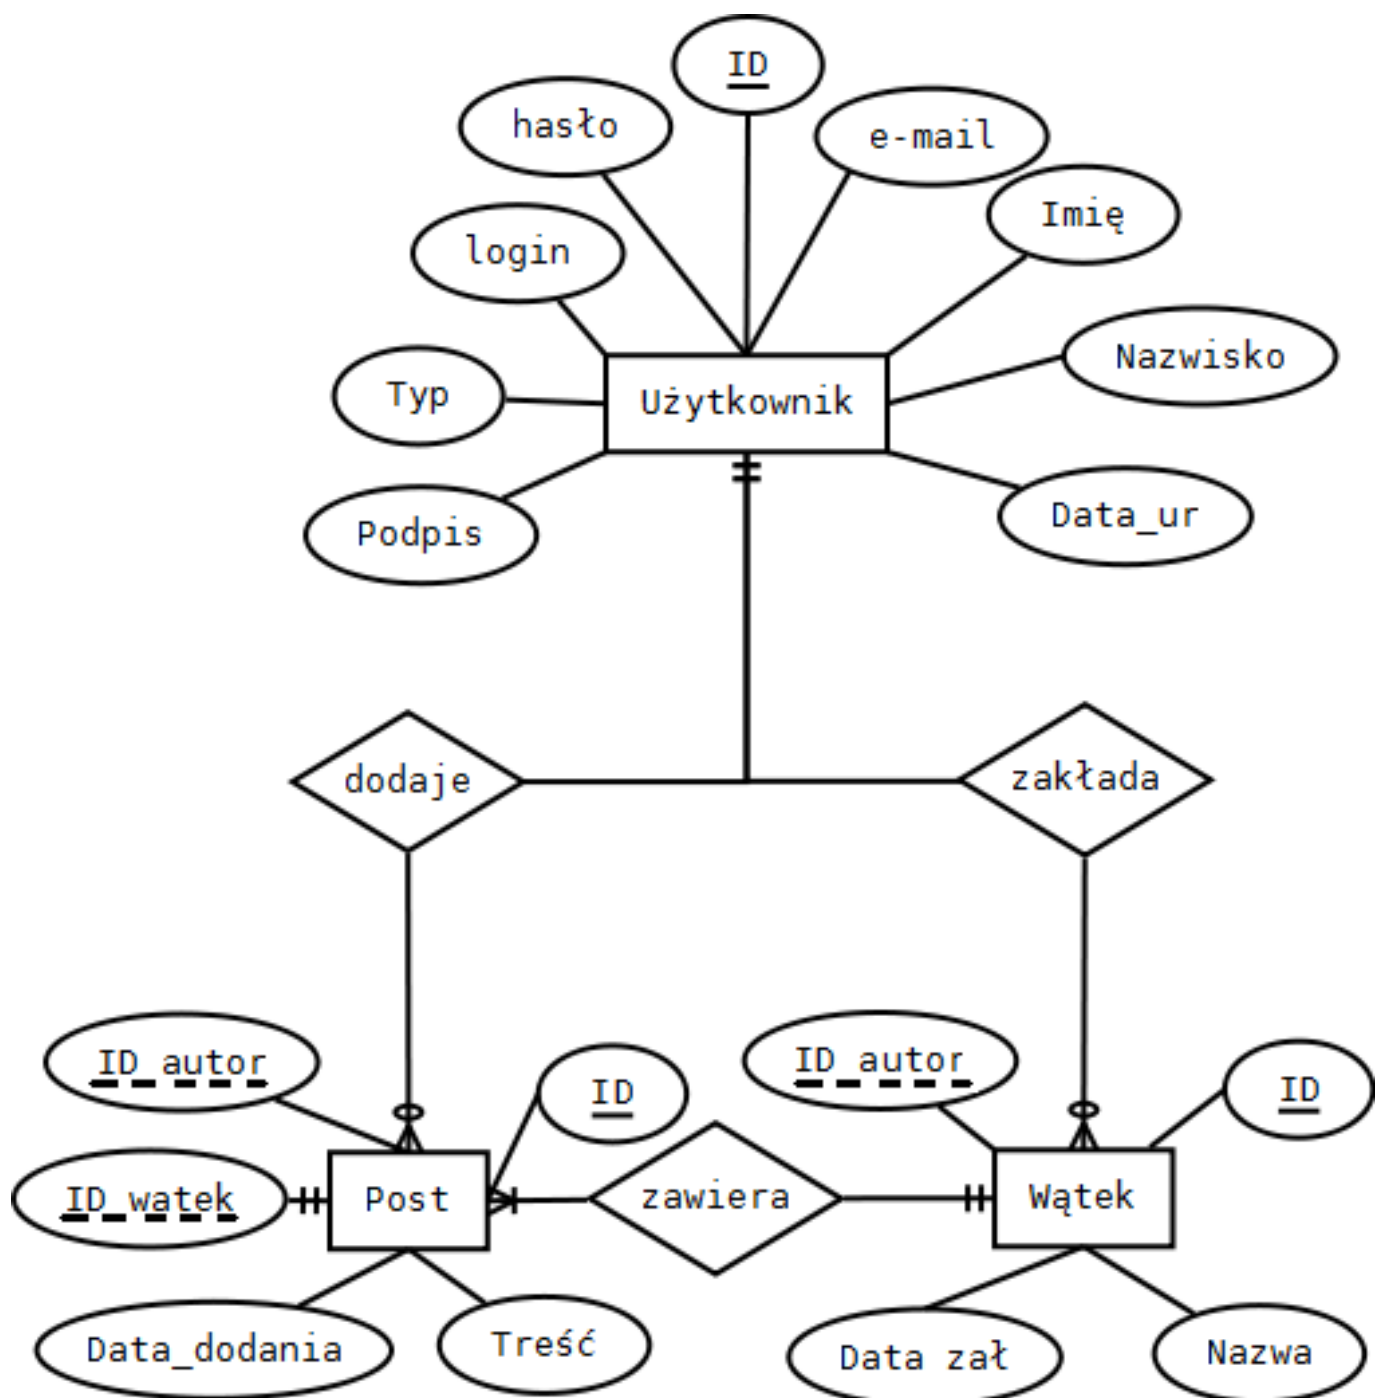 ID
hasło
e-mail
Imię
login
Nazwisko
Typ
Użytkownik
Podpis
Data_ur
dodaje
zakłada
ID_autor
ID
ID_autor
ID
ID_watek
Post
zawiera
Wątek
Data_dodania
Treść
Data zał
Nazwa